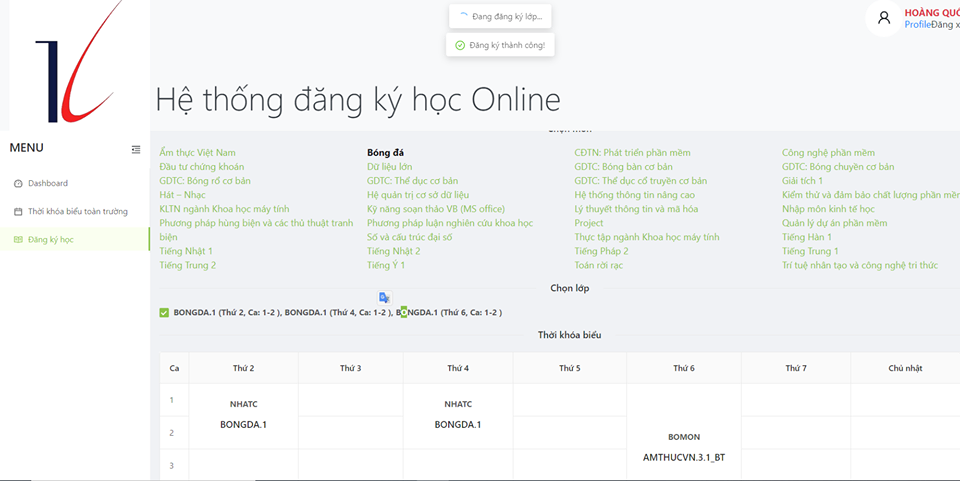 Đang đăng ký lớp...
Đăng ký thành công!
HOÀNG QUỐ
ProfileĐăng x
Hệ thống đăng ký học Online
MENU
Dashboard
Thời khóa biểu toàn trường
Đăng ký học
Chọn môn
Ẩm thực Việt Nam
Bóng đá
CĐTN: Phát triển phần mềm
Công nghệ phần mềm
Đầu tư chứng khoán
Dữ liệu lớn
GDTC: Bóng bàn cơ bản
GDTC: Bóng chuyền cơ bản
GDTC: Bóng rổ cơ bản
GDTC: Thể dục cơ bản
GDTC: Thể dục cổ truyền cơ bản
Giải tích 1
Hát – Nhạc
Hệ quản trị cơ sở dữ liệu
Hệ thống thông tin nâng cao
Kiểm thử và đảm bảo chất lượng phần mềm
KLTN ngành Khoa học máy tính
Kỹ năng soạn thảo VB (MS office)
Lý thuyết thông tin và mã hóa
Nhập môn kinh tế học
Phương pháp hùng biện và các thủ thuật tranh
biện
Phương pháp luận nghiên cứu khoa học
Project
Quản lý dự án phần mềm
Số và cấu trúc đại số
Thực tập ngành Khoa học máy tính
Tiếng Hàn 1
Tiếng Nhật 1
Tiếng Nhật 2
Tiếng Pháp 2
Tiếng Trung 1
Tiếng Trung 2
Tiếng Ý 1
Toán rời rạc
Trí tuệ nhân tạo và công nghệ tri thức
Chọn lớp
BONGDA.1 (Thứ 2, Ca: 1-2 ), BONGDA.1 (Thứ 4, Ca: 1-2 ), BONGDA.1 (Thứ 6, Ca: 1-2 )
Thời khóa biểu
Ca Thứ 2 Thứ 3 Thứ 4 Thứ 5 Thứ 6 Thứ 7 Chủ nhật
1
NHATC
NHATC
BONGDA.1
BONGDA.1
2
BOMON
AMTHUCVN.3.1_BT
3